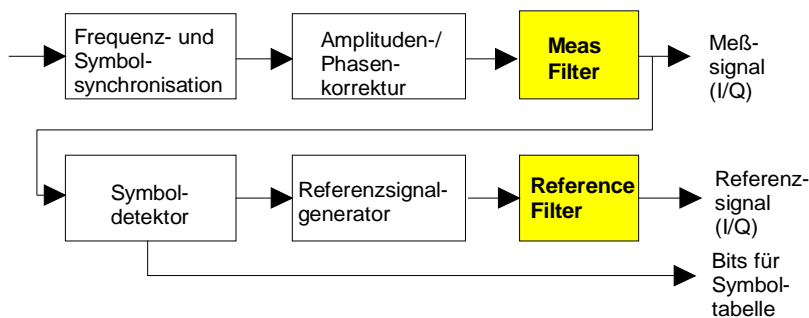 Frequenz- und
Symbol-
synchronisation
Amplituden-/
Phasen-
korrektur
Meas
Filter
Meß-
signal
(I/Q)
Symbol-
detektor
Referenzsignal-
generator
Reference
Filter
Referenz-
signal
(I/Q)
Bits für
Symbol-
tabelle